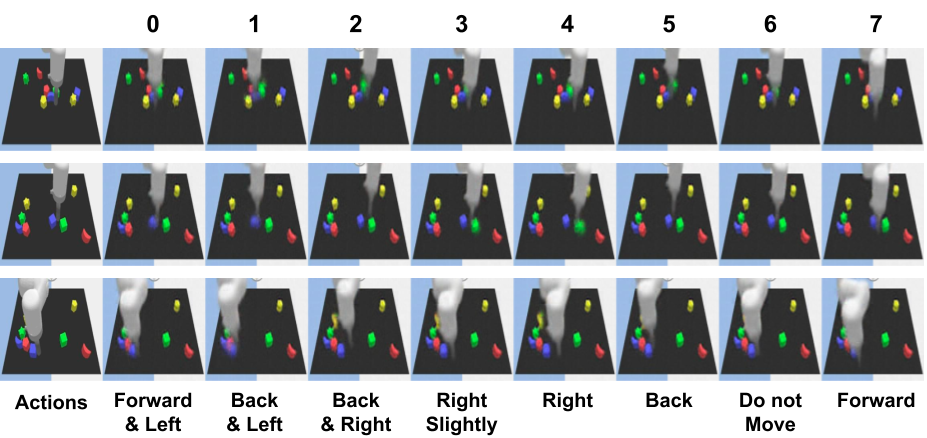 0 1 2 3 4 5 6 7
Actions Forward Back Back Right Right Back Do not Forward
& Left & Left & Right Slightly Move